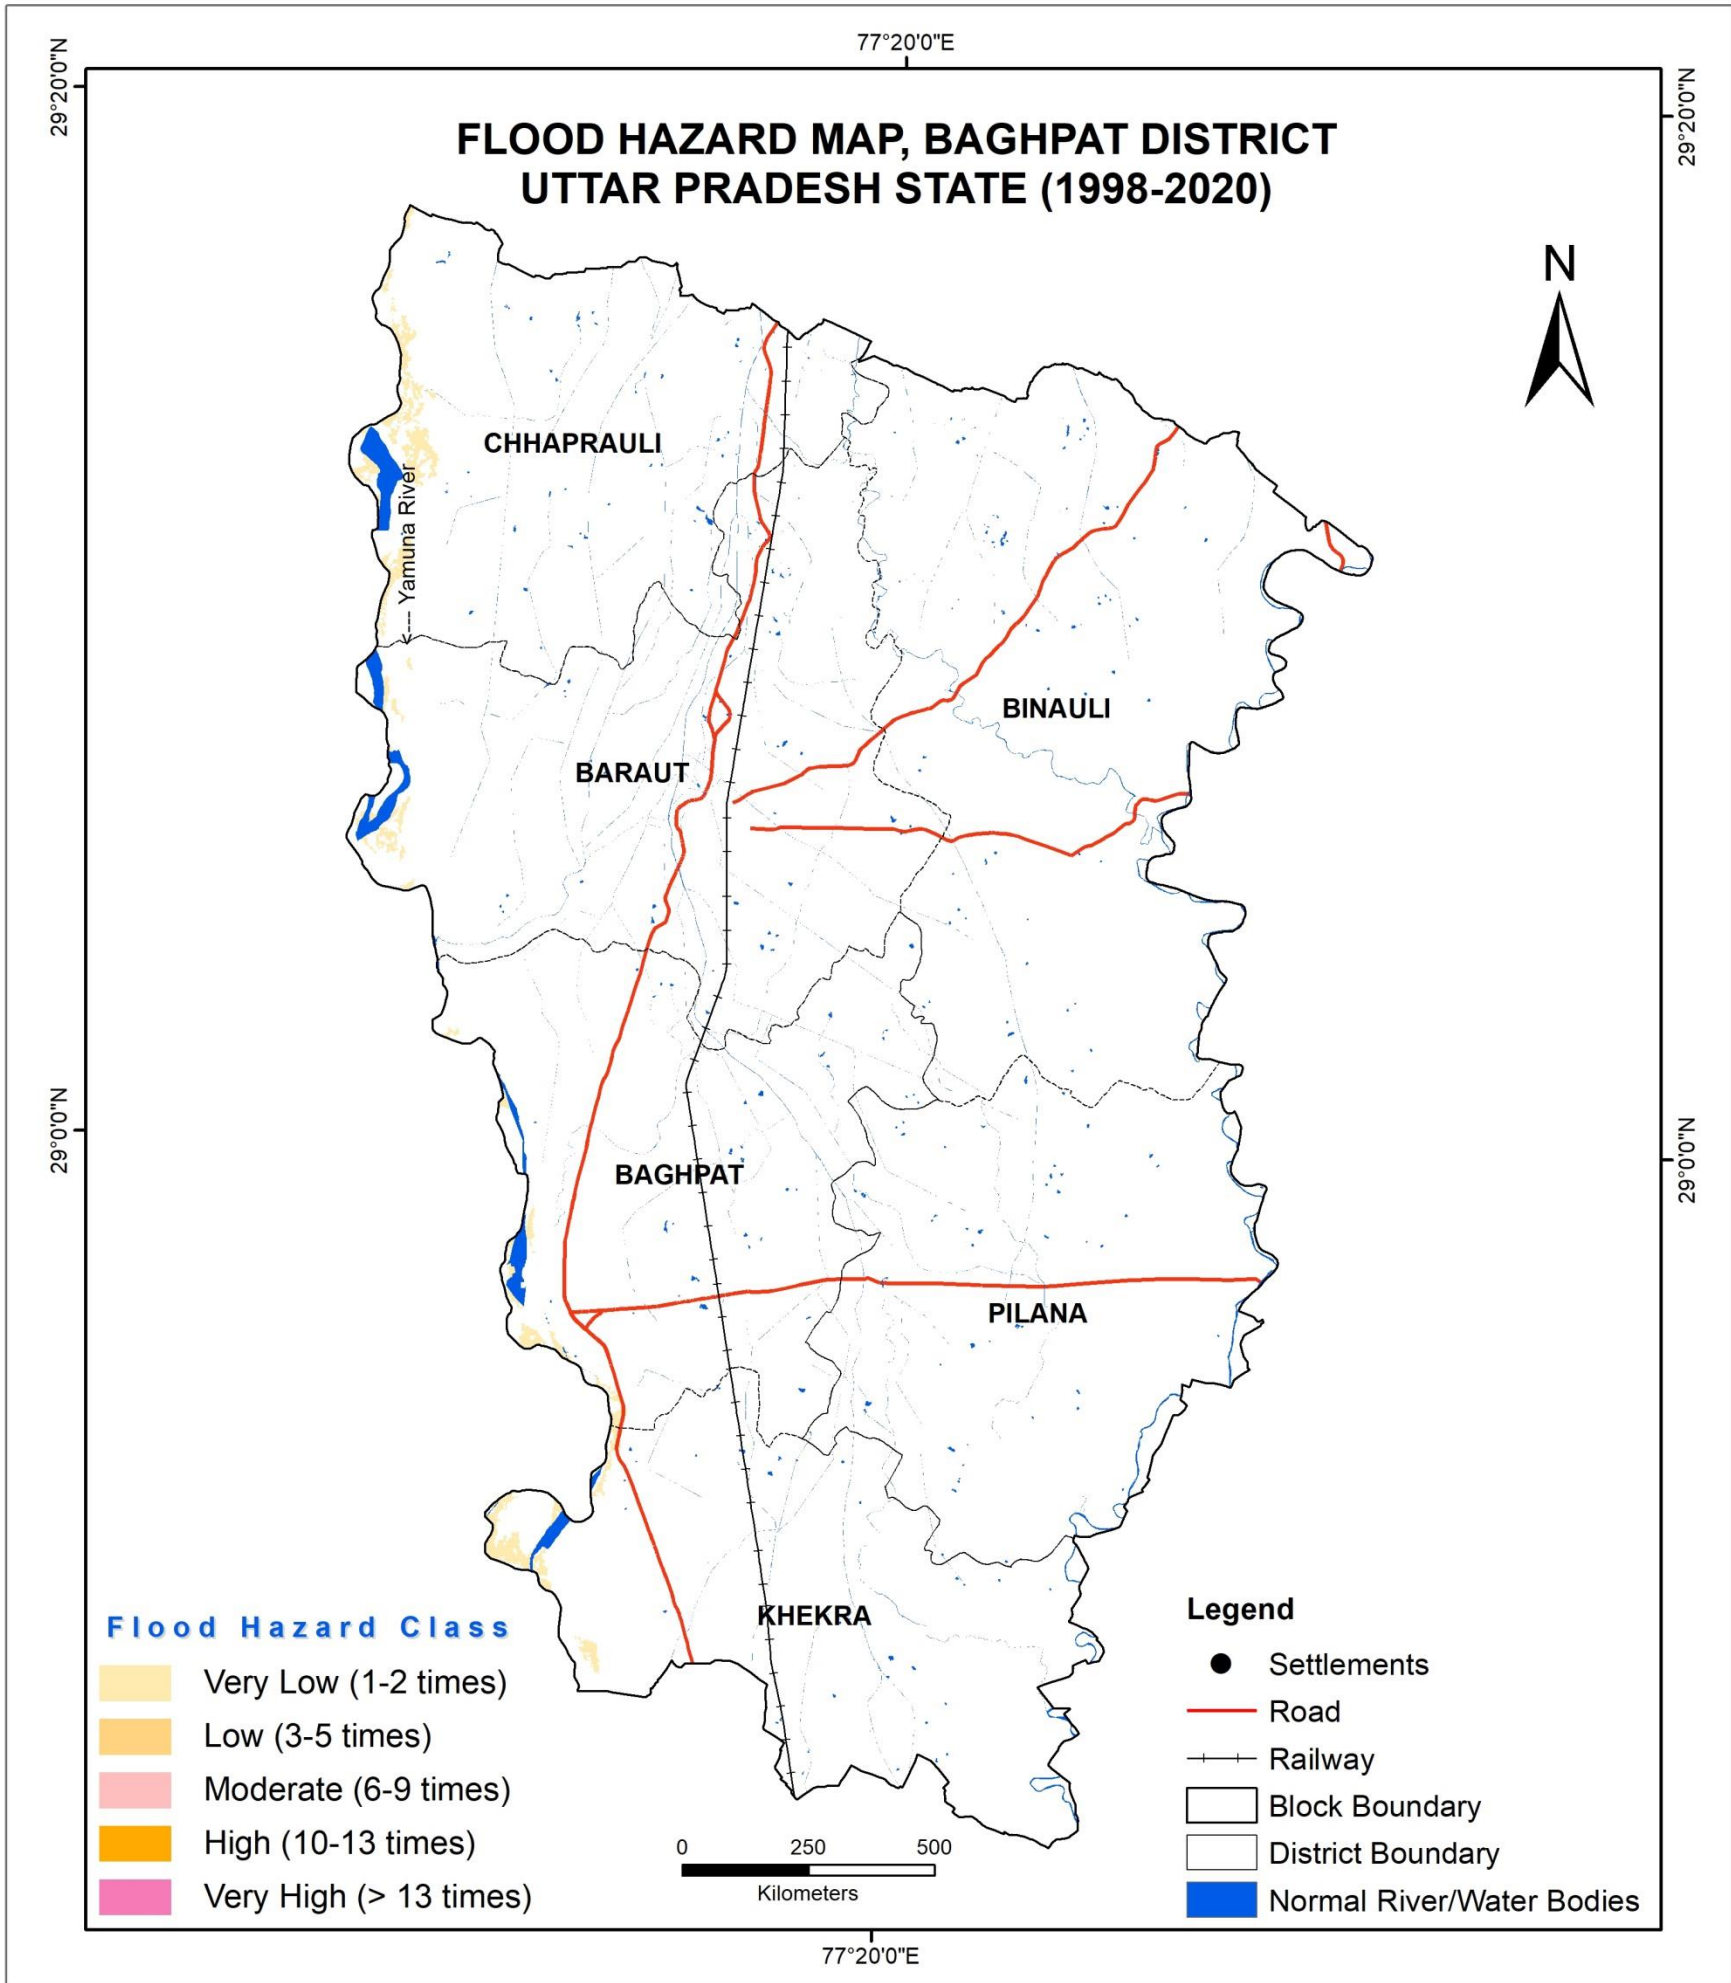 77°20'0"E
29°20'0"N
29°20'0"N
FLOOD HAZARD MAP, BAGHPAT DISTRICT
UTTAR PRADESH STATE (1998-2020)
N
CHHAPRAULI
Yamuna River
BINAULI
BARAUT
29°0'0"N
29°0'0"N
BAGHPAT
PILANA
KHEKRA
Flood Hazard Class
Very Low (1-2 times)
Low (3-5 times)
Moderate (6-9 times)
High (10-13 times)
Very High (> 13 times)
0 250 500
Kilometers
Legend
Settlements
Road
Railway
Block Boundary
District Boundary
Normal River/Water Bodies
77°20'0"E